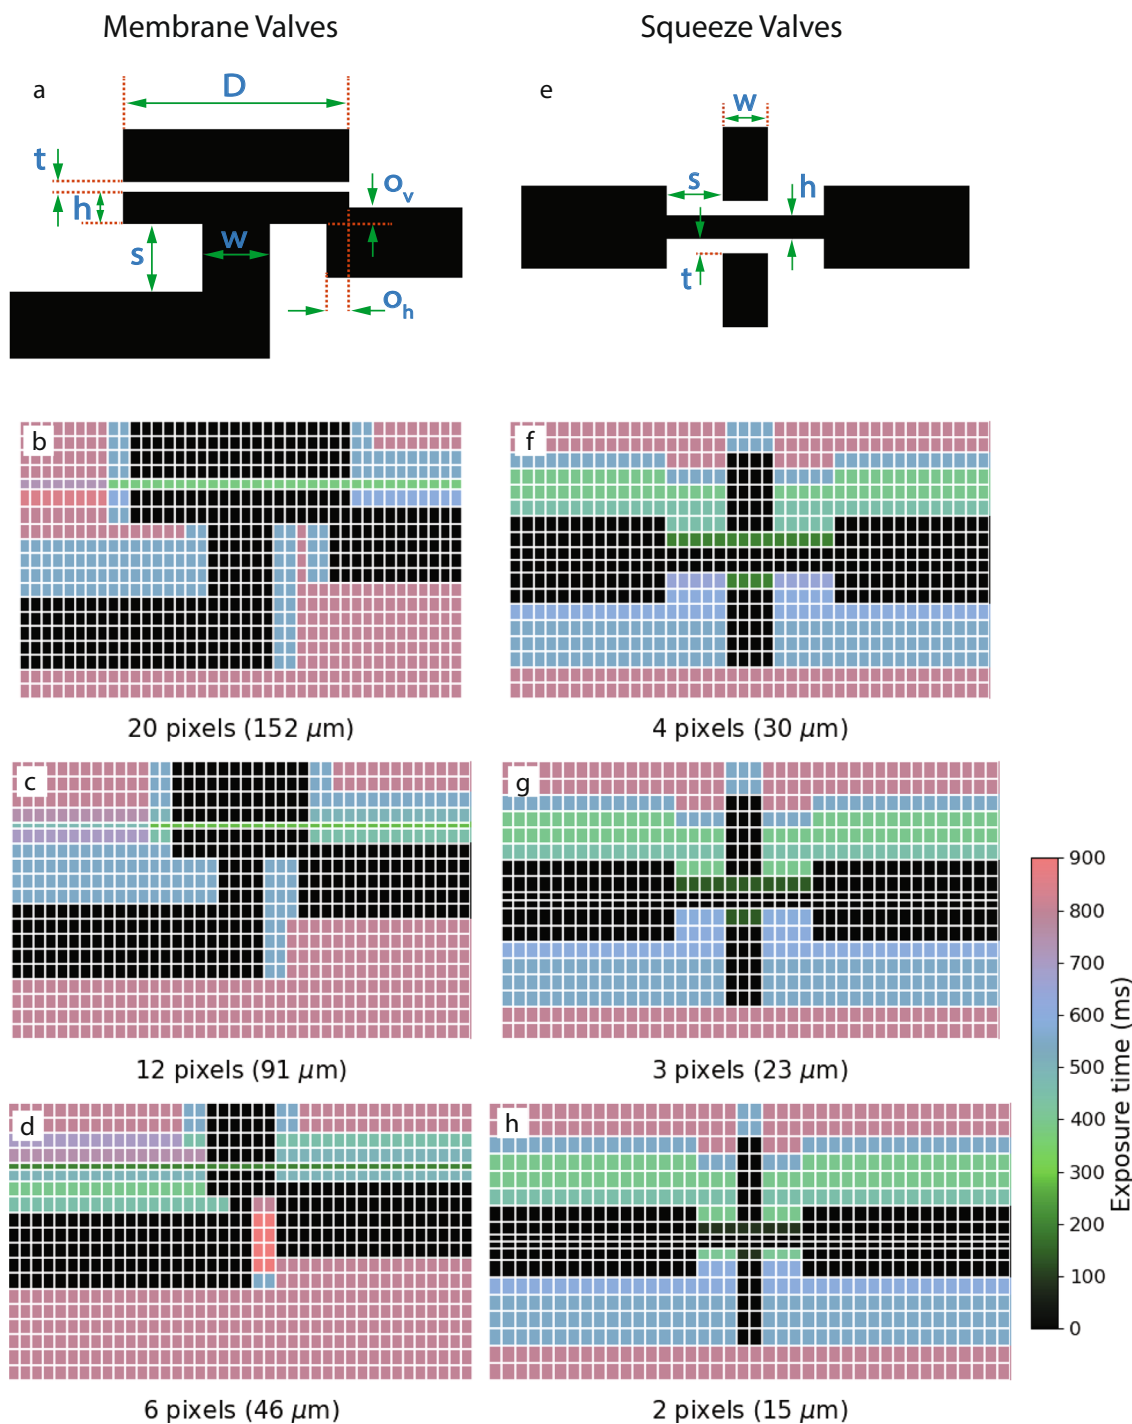 Membrane Valves
Squeeze Valves
a
D
t
h
s
w
o_v
o_h
e
w
s
h
t
b
20 pixels (152 μm)
f
4 pixels (30 μm)
c
12 pixels (91 μm)
g
3 pixels (23 μm)
d
6 pixels (46 μm)
h
2 pixels (15 μm)
900
800
700
600
500
400
300
200
100
0
Exposure time (ms)